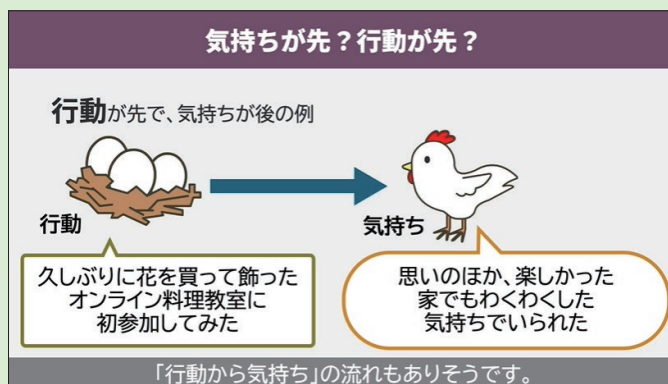 気持ちが先？行動が先？
行動が先で、気持ちが後の例
行動
気持ち
久しぶりに花を買って飾った
オンライン料理教室に
初参加してみた
思いのほか、楽しかった
家でもわくわくした
気持ちでいられた
「行動から気持ち」の流れもありそうです。